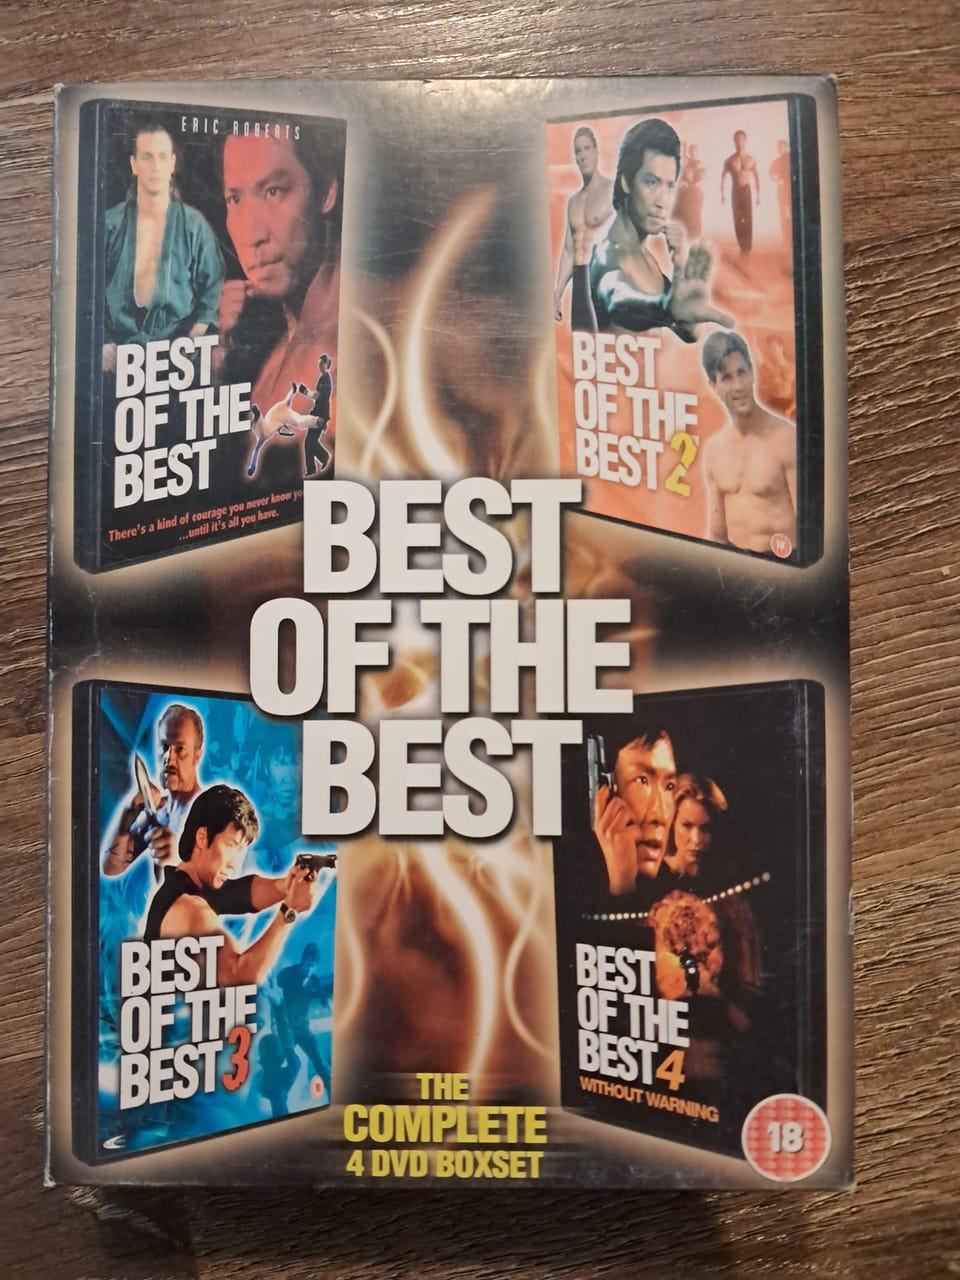 ERIC ROBERTS
BEST
OF THE
BEST
There's a kind of courage you never know
...until it's all you have.
BEST
OF THE
BEST 2
18
BEST
OF THE
BEST
BEST
OF THE
BEST 3
18
BEST
OF THE
BEST 4
WITHOUT WARNING
THE
COMPLETE
4 DVD BOXSET
18